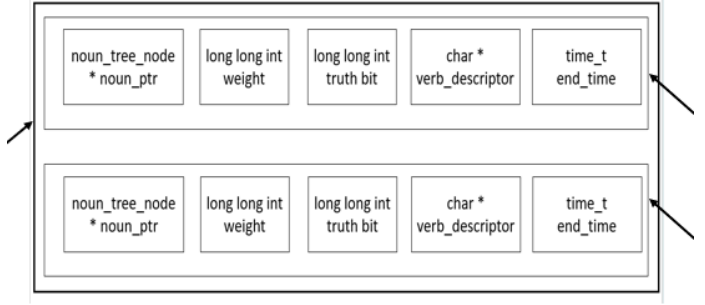 noun_tree_node long long int long long int char * time_t
* noun_ptr weight truth bit verb_descriptor end_time
noun_tree_node long long int long long int char * time_t
* noun_ptr weight truth bit verb_descriptor end_time